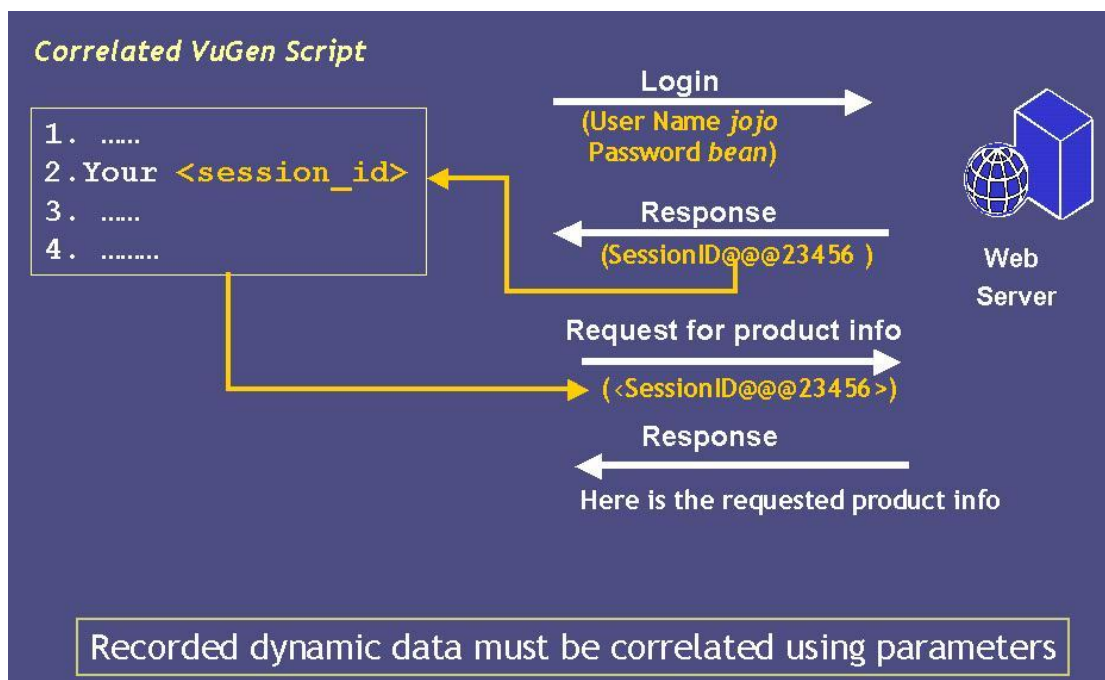 Correlated VuGen Script
1. ......
2.Your <session_id>
3. ......
4. .........
Login
(User Name jojo
Password bean)
Response
(SessionID@@@23456 )
Web
Server
Request for product info
(<SessionID@@@23456>)
Response
Here is the requested product info
Recorded dynamic data must be correlated using parameters